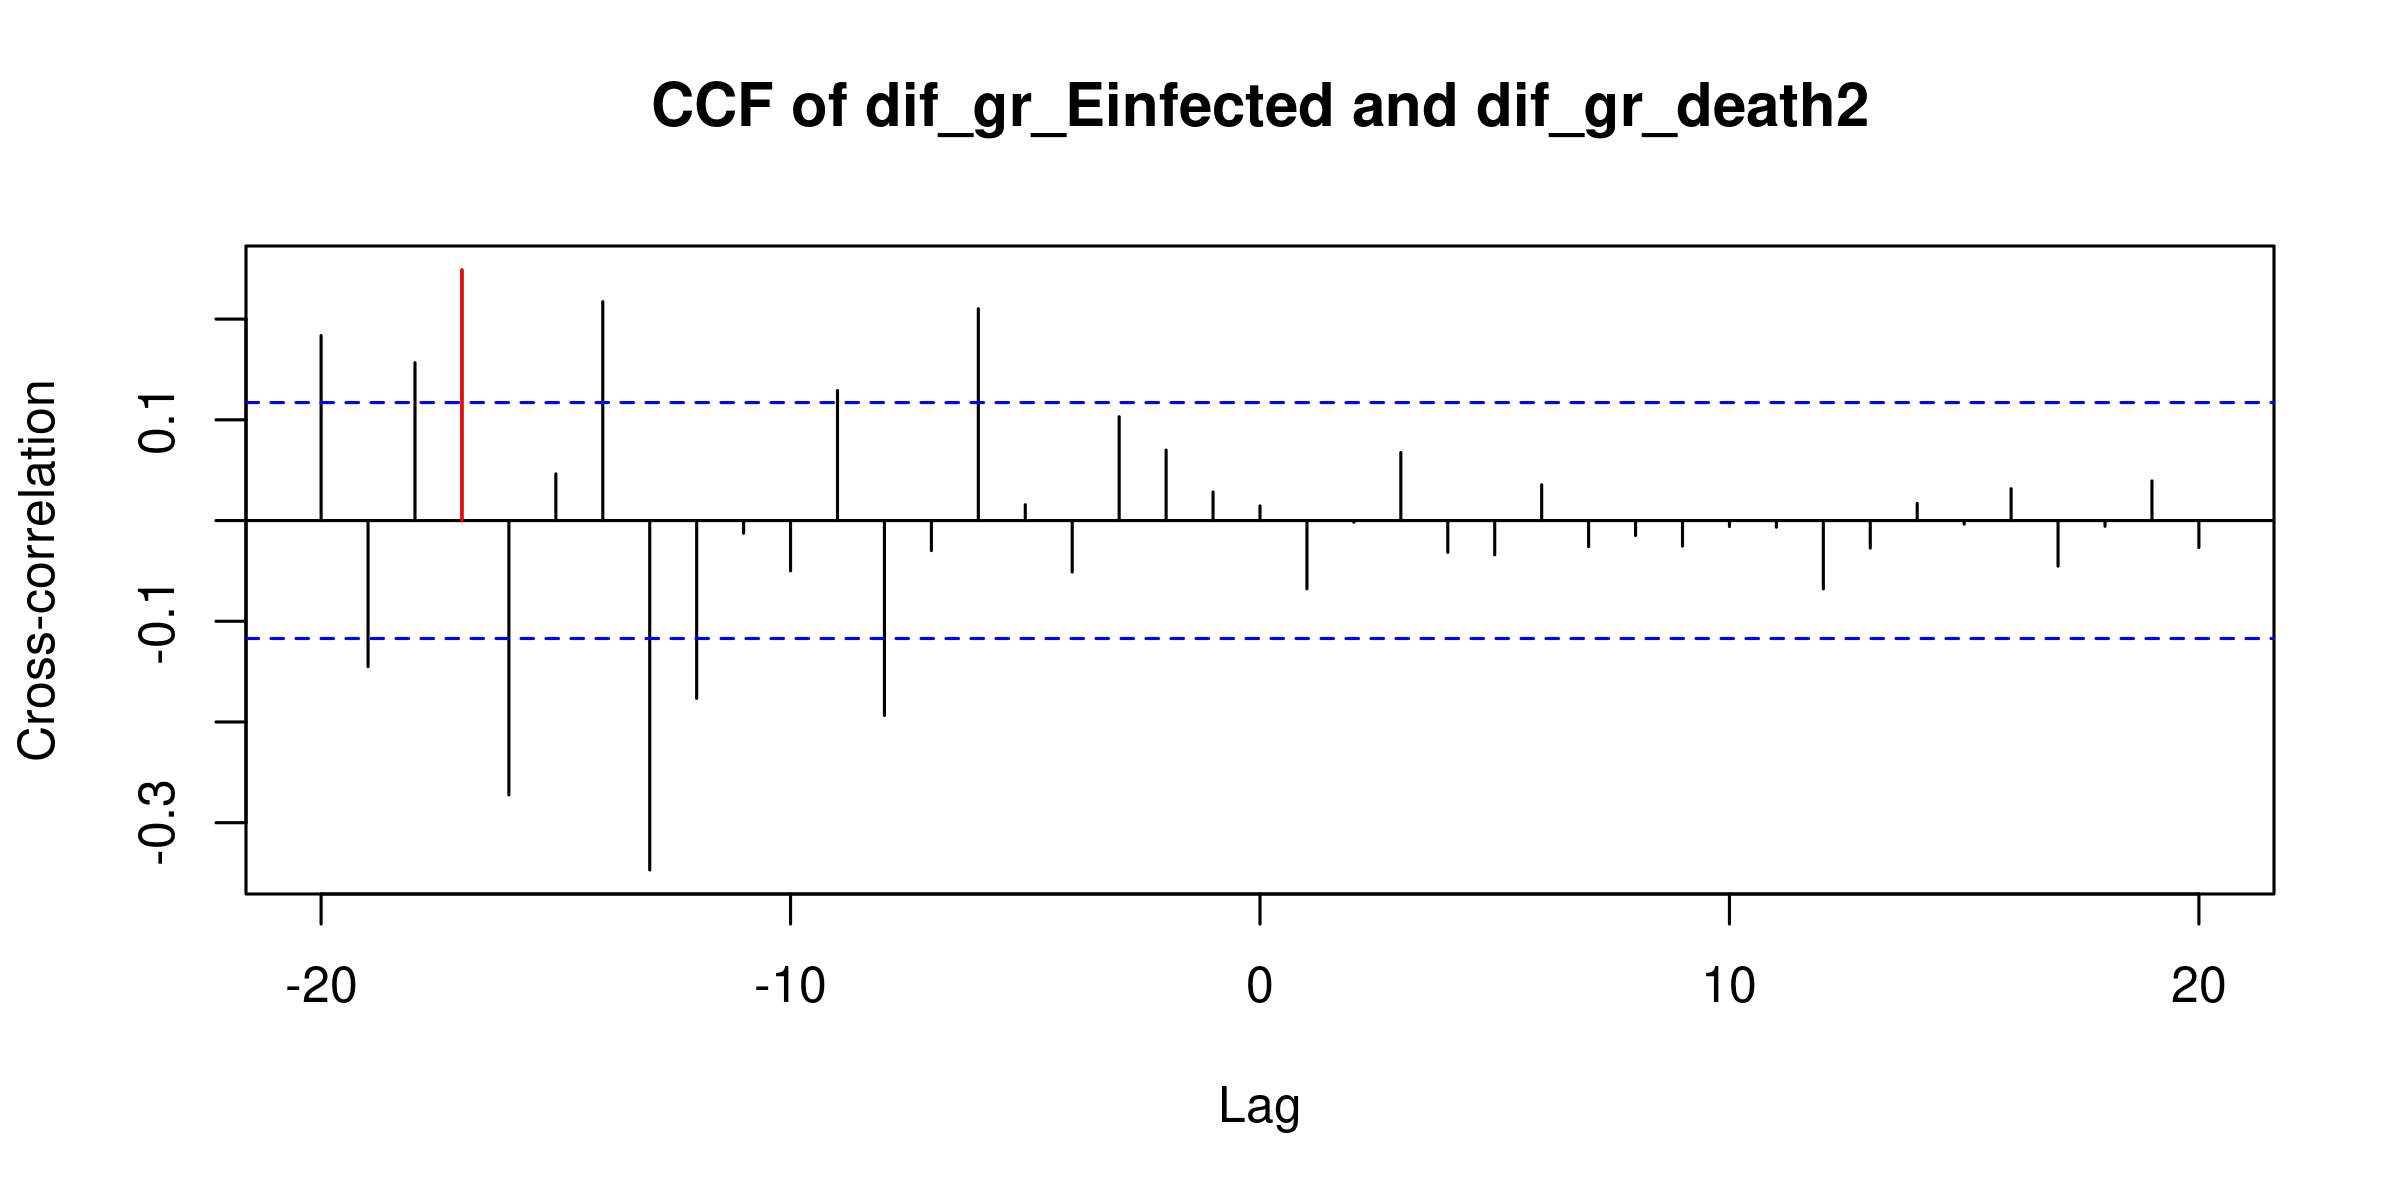 CCF of dif_gr_Einfected and dif_gr_death2
Cross-correlation
0.1
-0.1
-0.3
-20 -10 0 10 20
Lag